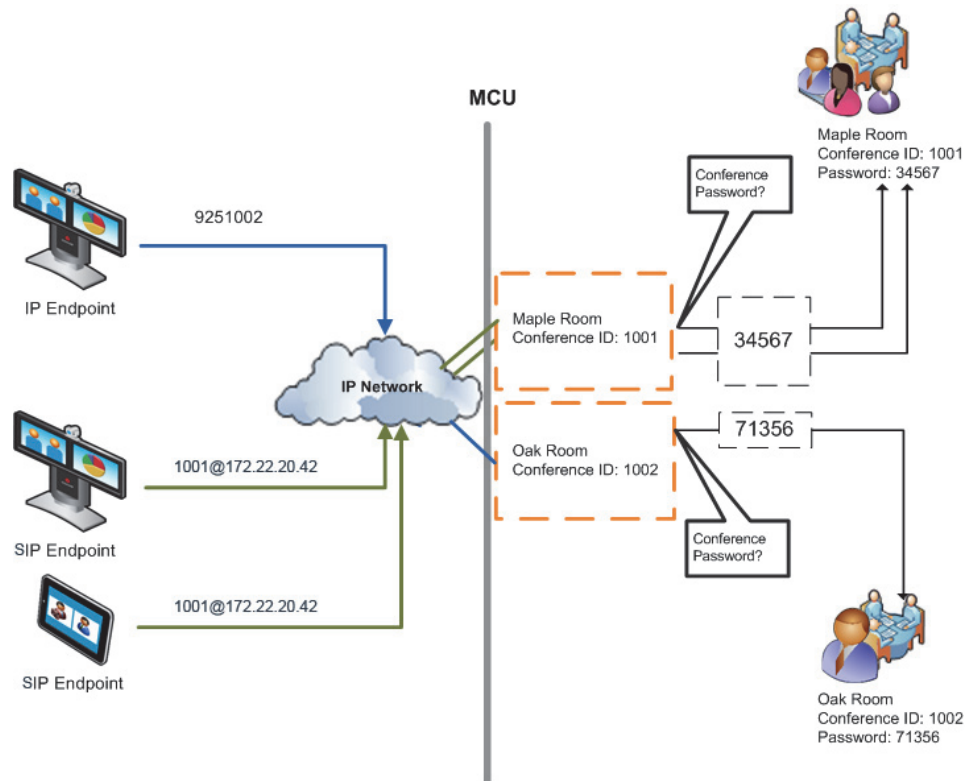 MCU
Maple Room
Conference ID: 1001
Password: 34567
Conference
Password?
9251002
IP Endpoint
Maple Room
Conference ID: 1001
34567
IP Network
71356
Oak Room
Conference ID: 1002
1001@172.22.20.42
SIP Endpoint
Conference
Password?
1001@172.22.20.42
SIP Endpoint
Oak Room
Conference ID: 1002
Password: 71356